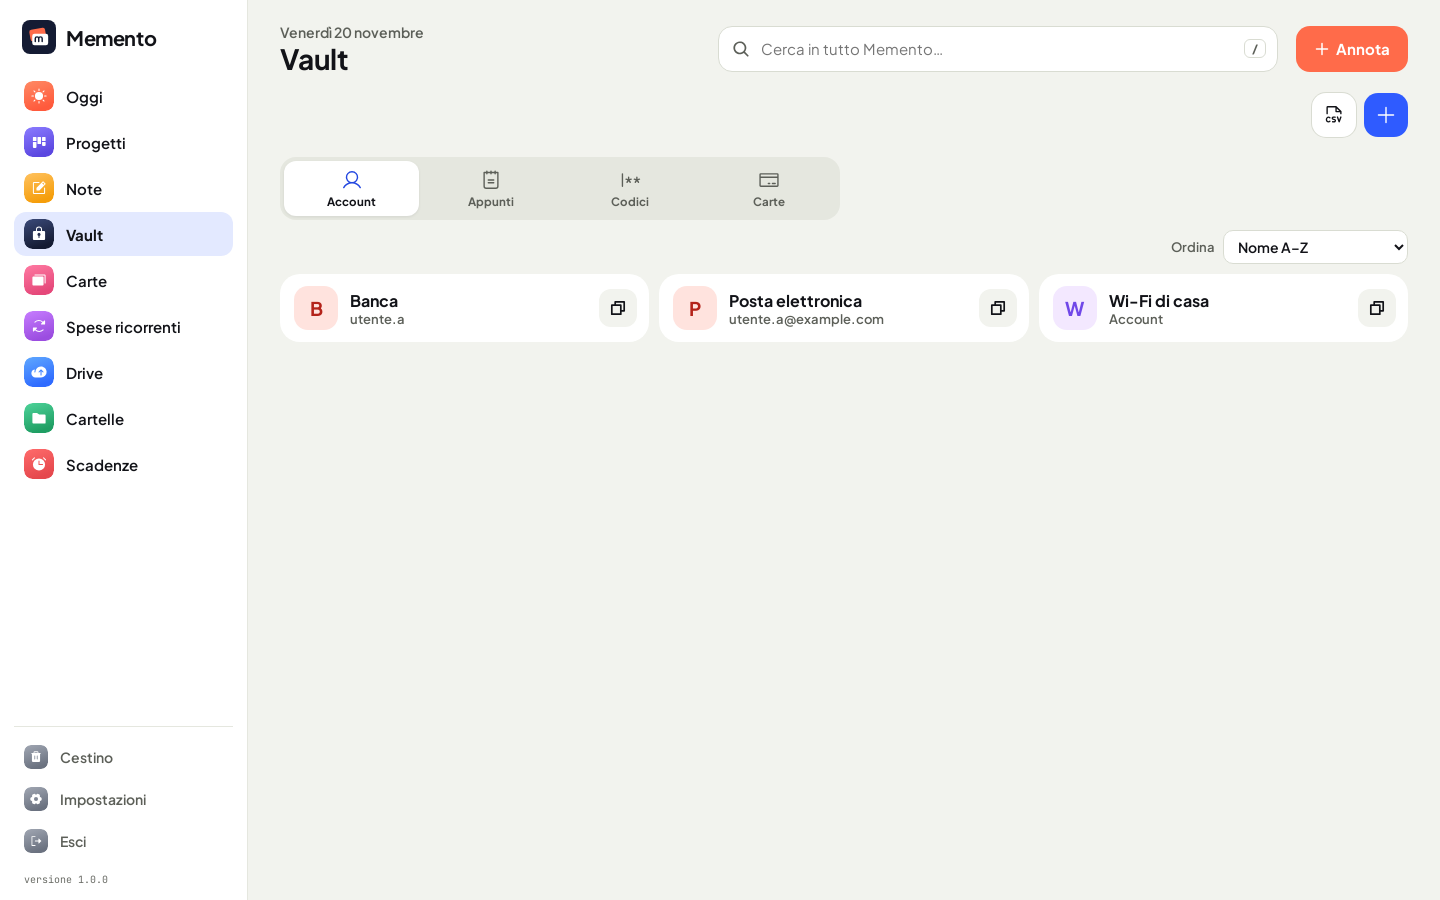 Memento
Oggi
Progetti
Note
Vault
Carte
Spese ricorrenti
Drive
Cartelle
Scadenze
Cestino
Impostazioni
Esci
versione 1.0.0
Venerdì 20 novembre
Vault
Cerca in tutto Memento…
/
Annota
CSV
Account
Appunti
Codici
Carte
Ordina
Nome A–Z
B
Banca
utente.a
P
Posta elettronica
utente.a@example.com
W
Wi-Fi di casa
Account